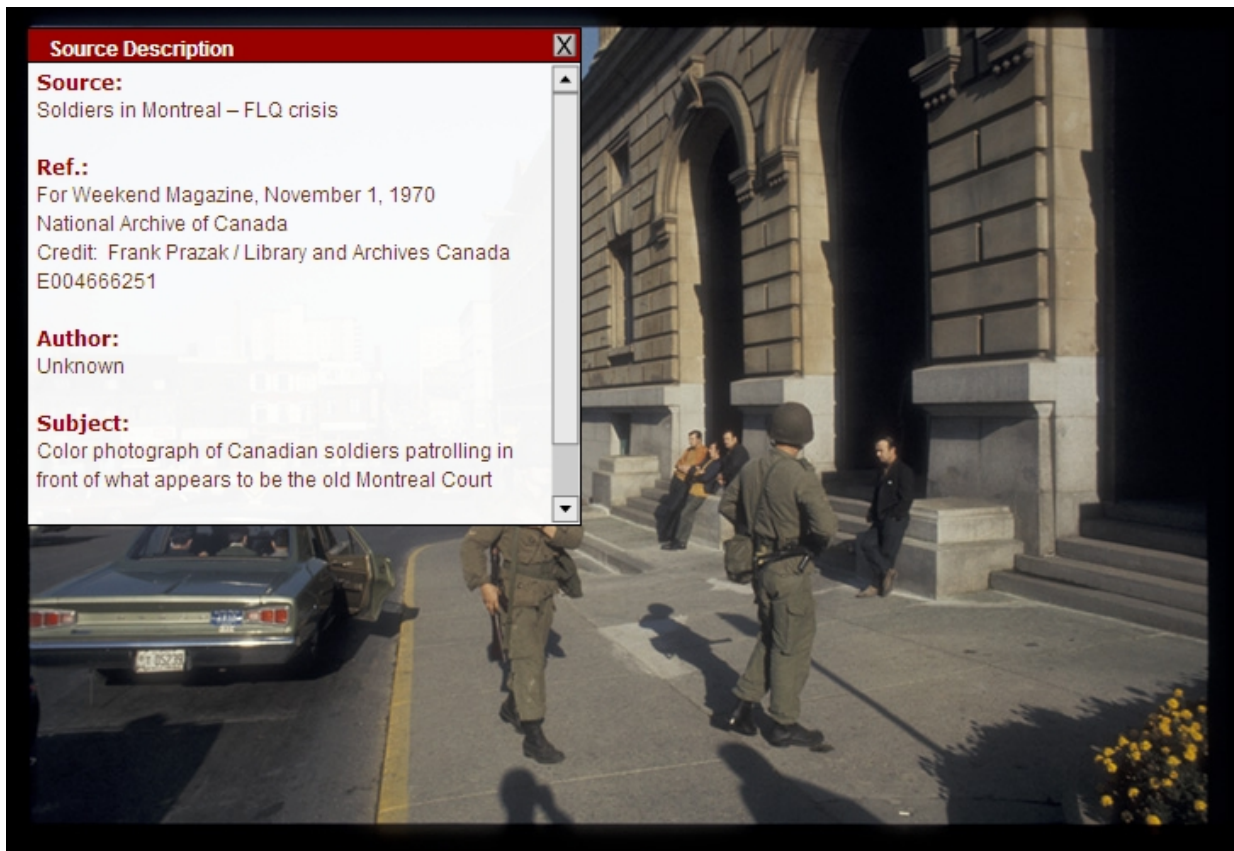 Source Description
X
Source:
Soldiers in Montreal – FLQ crisis
Ref.:
For Weekend Magazine, November 1, 1970
National Archive of Canada
Credit: Frank Prazak / Library and Archives Canada
E004666251
Author:
Unknown
Subject:
Color photograph of Canadian soldiers patrolling in
front of what appears to be the old Montreal Court